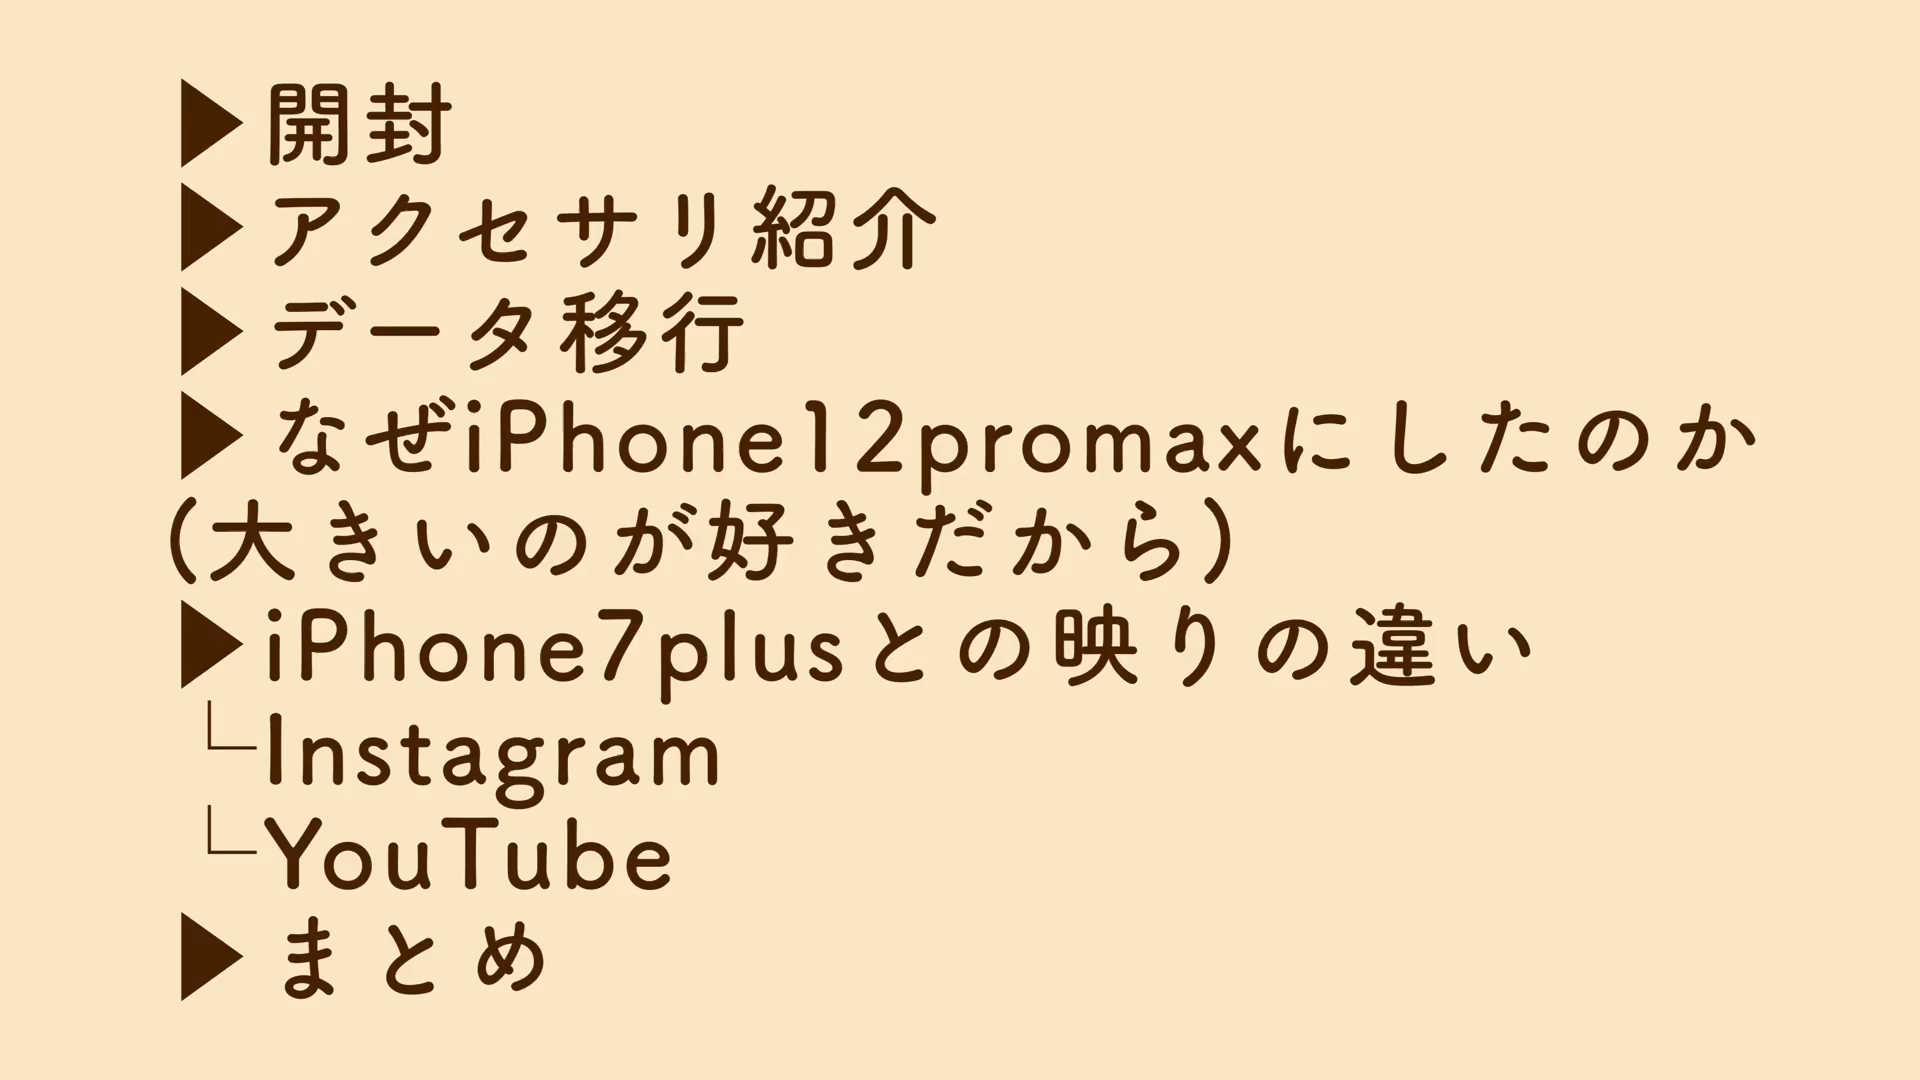 ▶開封
▶アクセサリ紹介
▶データ移行
▶なぜiPhone12promaxにしたのか
(大きいのが好きだから)
▶iPhone7plusとの映りの違い
└Instagram
└YouTube
▶まとめ